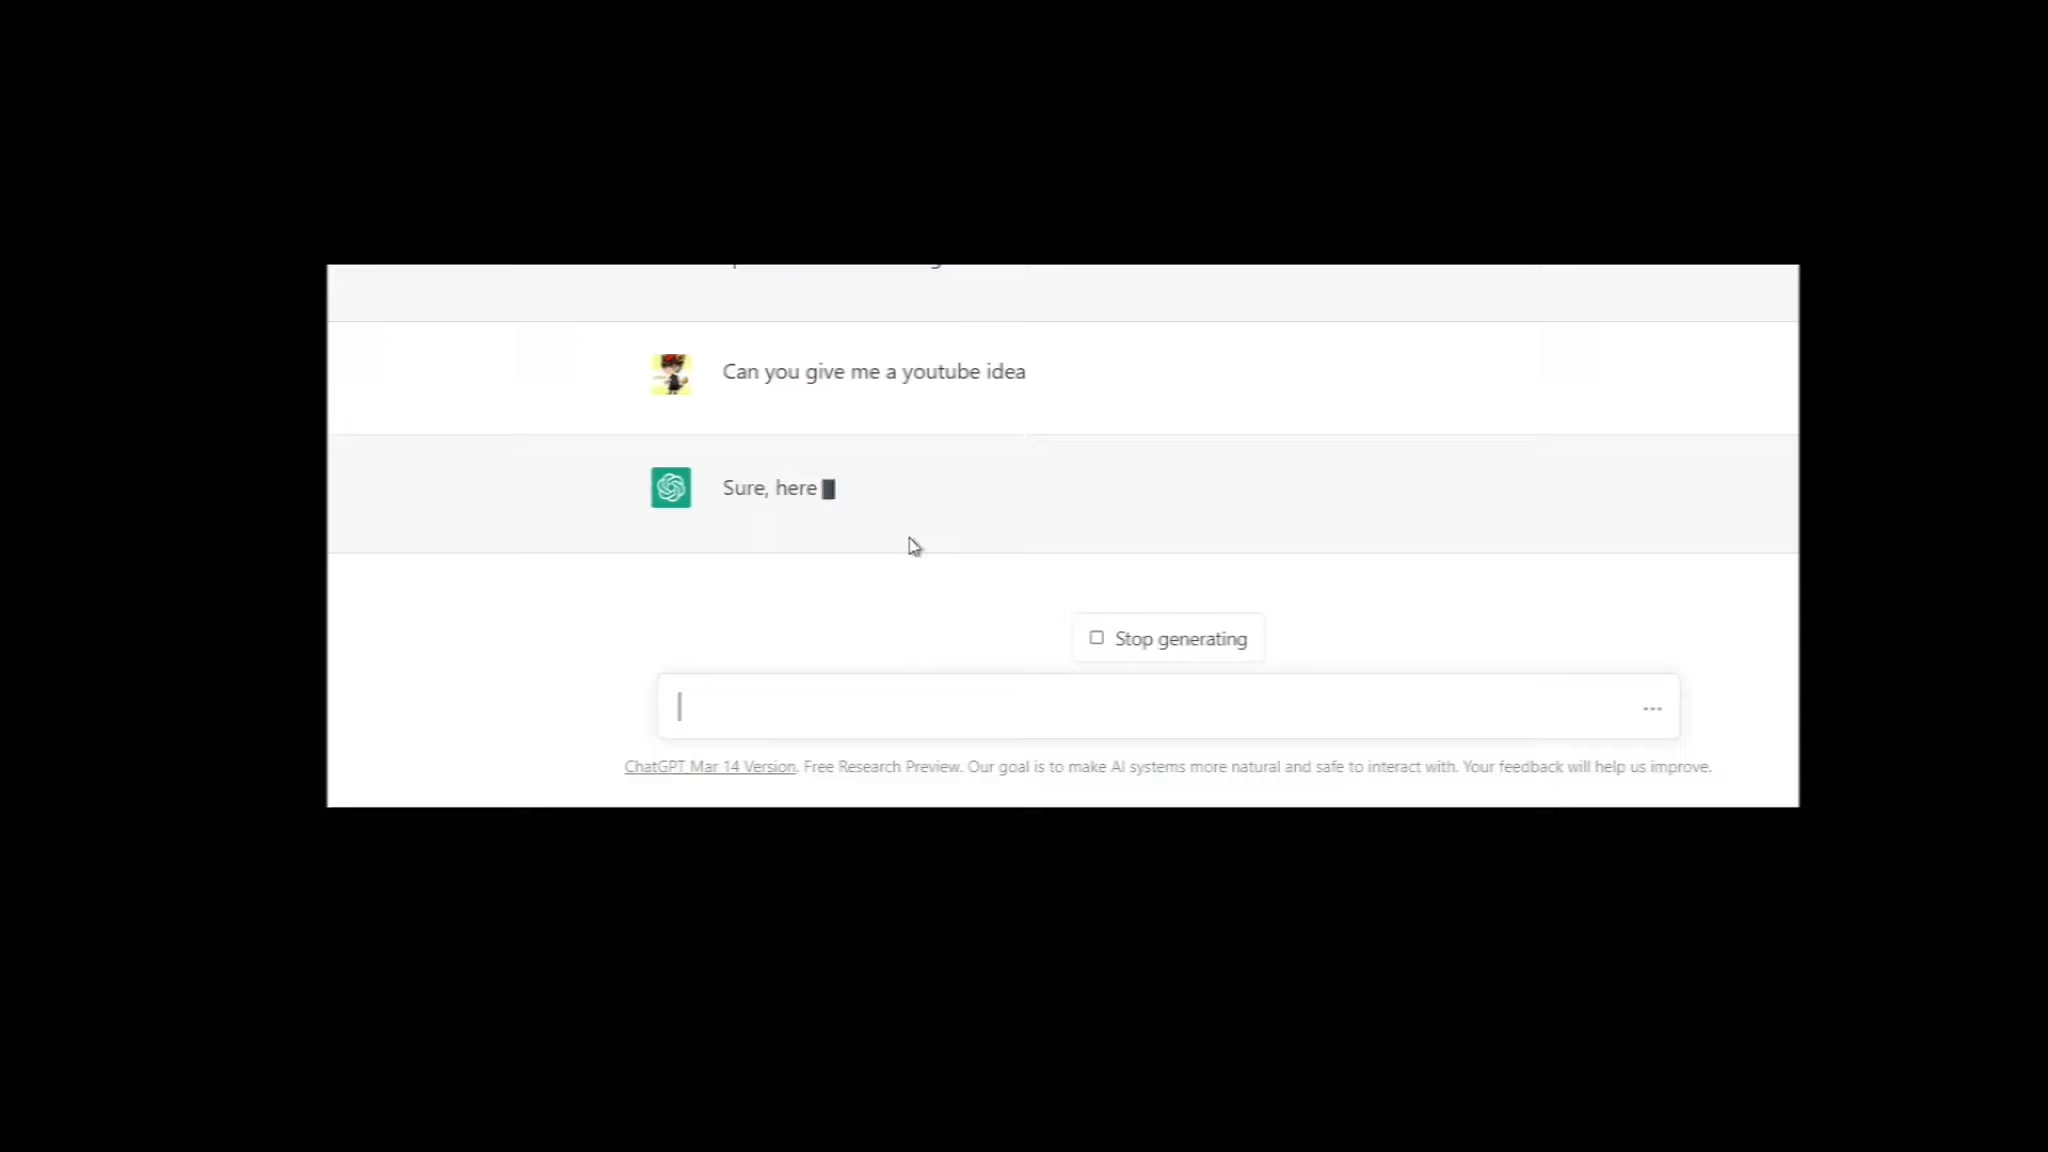 Can you give me a youtube idea
Sure, here
Stop generating
ChatGPT Mar 14 Version. Free Research Preview. Our goal is to make AI systems more natural and safe to interact with. Your feedback will help us improve.